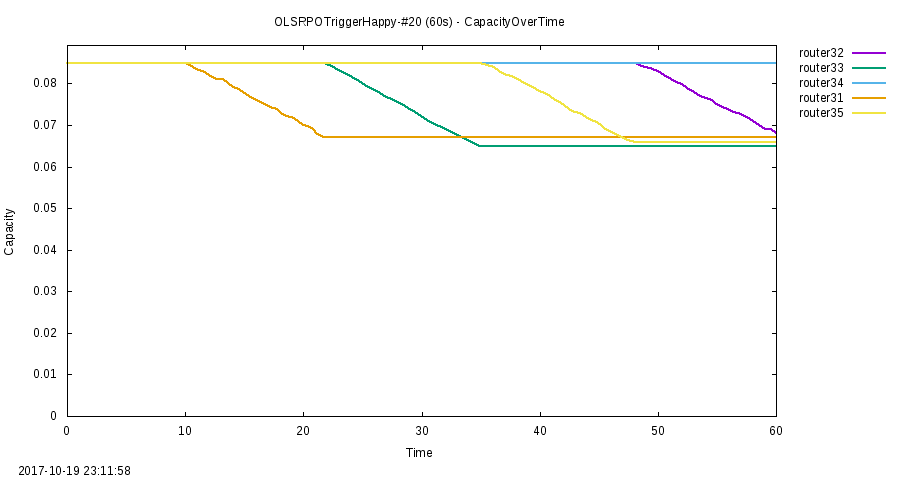 OLSRPOTriggerHappy-#20 (60s) - CapacityOverTime
router32
router33
router34
router31
router35
0.08
0.07
0.06
0.05
0.04
0.03
0.02
0.01
0
Capacity
0 10 20 30 40 50 60
Time
2017-10-19 23:11:58